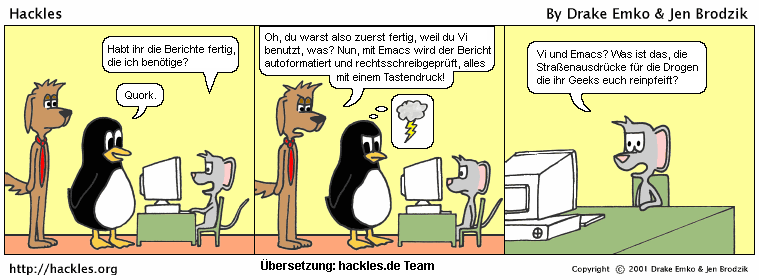 Hackles
By Drake Emko & Jen Brodzik
Habt ihr die Berichte fertig,
die ich benötige?
Quork.
Oh, du warst also zuerst fertig, weil du Vi
benutzt, was? Nun, mit Emacs wird der Bericht
autoformatiert und rechtsschreibgeprüft, alles
mit einem Tastendruck!
Vi und Emacs? Was ist das, die
Straßenausdrücke für die Drogen
die ihr Geeks euch reinpfeift?
http://hackles.org
Übersetzung: hackles.de Team
Copyright © 2001 Drake Emko & Jen Brodzik